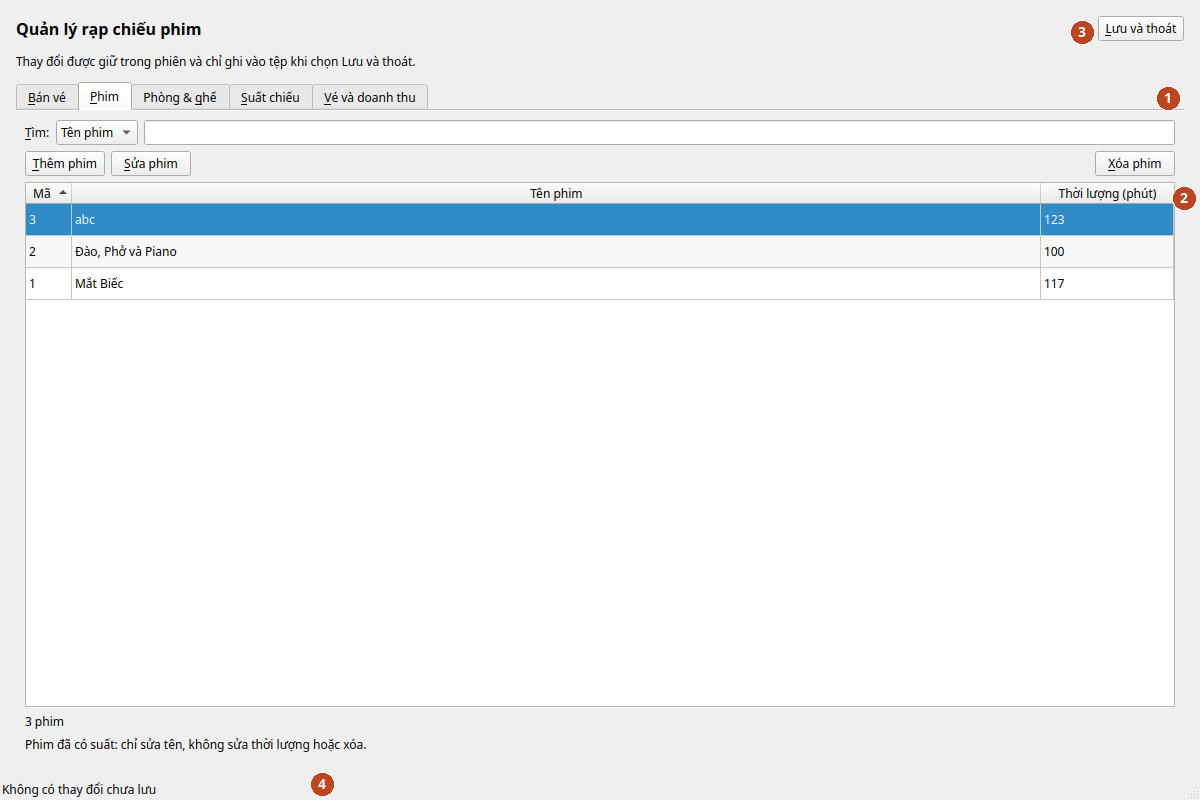 Quản lý rạp chiếu phim
3 Lưu và thoát
Thay đổi được giữ trong phiên và chỉ ghi vào tệp khi chọn Lưu và thoát.
Bán vé Phim Phòng & ghế Suất chiếu Vé và doanh thu 1
Tìm: Tên phim
Thêm phim Sửa phim Xóa phim
Mã Tên phim Thời lượng (phút) 2
3 abc 123
2 Đào, Phở và Piano 100
1 Mắt Biếc 117
3 phim
Phim đã có suất: chỉ sửa tên, không sửa thời lượng hoặc xóa.
Không có thay đổi chưa lưu 4